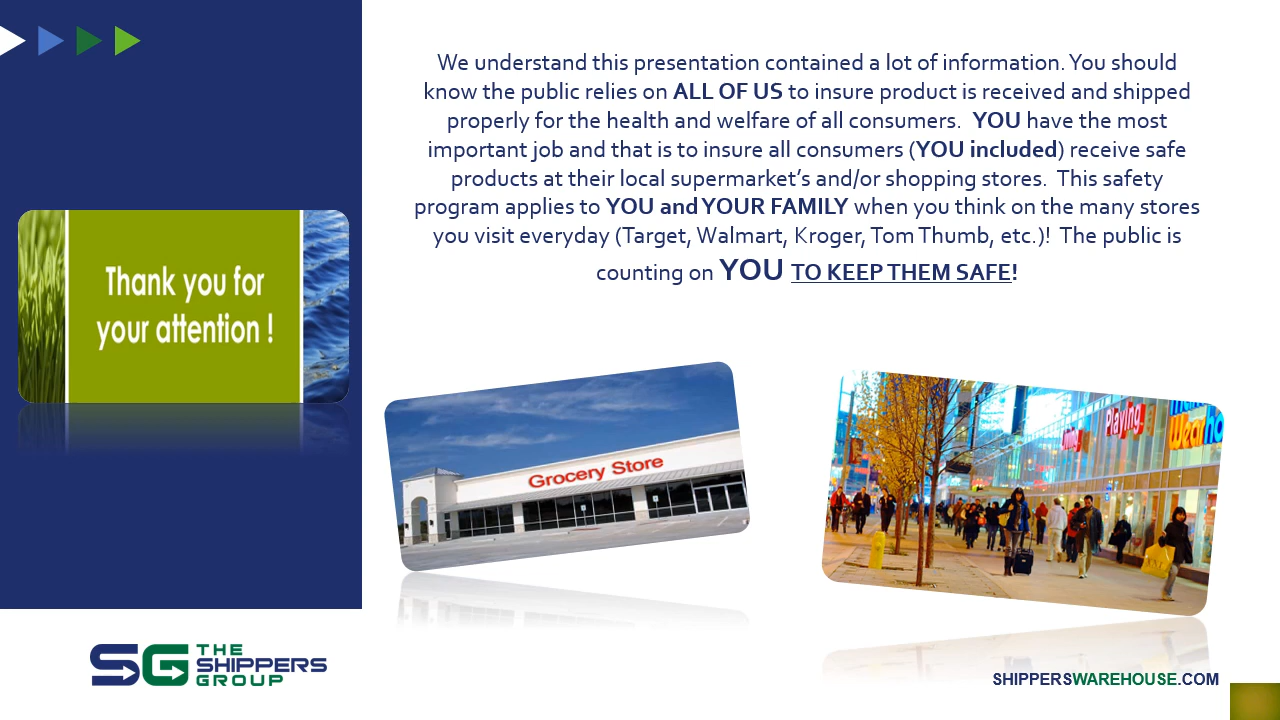 We understand this presentation contained a lot of information. You should
know the public relies on ALL OF US to insure product is received and shipped
properly for the health and welfare of all consumers.  YOU have the most
important job and that is to insure all consumers (YOU included) receive safe
products at their local supermarket's and/or shopping stores.  This safety
program applies to YOU and YOUR FAMILY when you think on the many stores
you visit everyday (Target, Walmart, Kroger, Tom Thumb, etc.)!  The public is
counting on YOU TO KEEP THEM SAFE!
Thank you for
your attention !
Grocery Store
Playing
SG THE
SHIPPERS
GROUP
SHIPPERSWAREHOUSE.COM